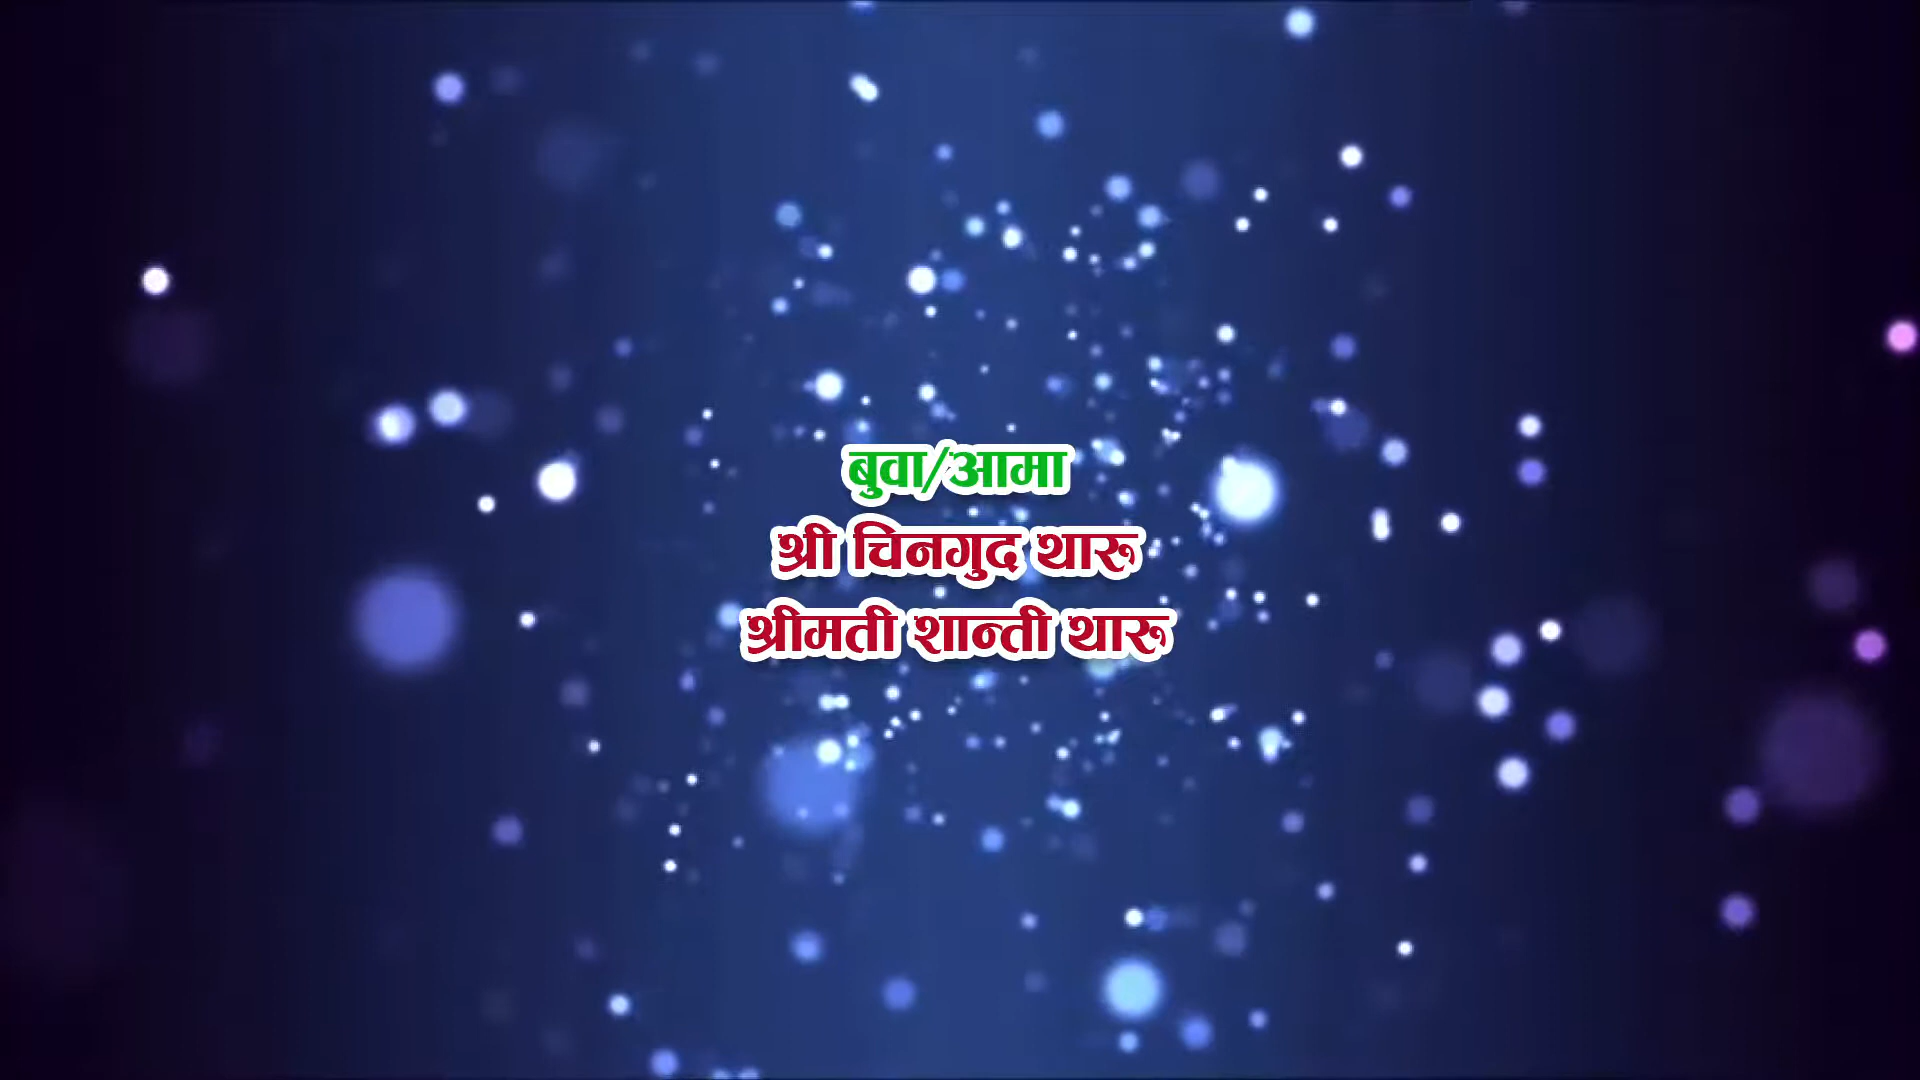 बुवा/आमा
श्री चिनगुद थारू
श्रीमती शान्ती थारू